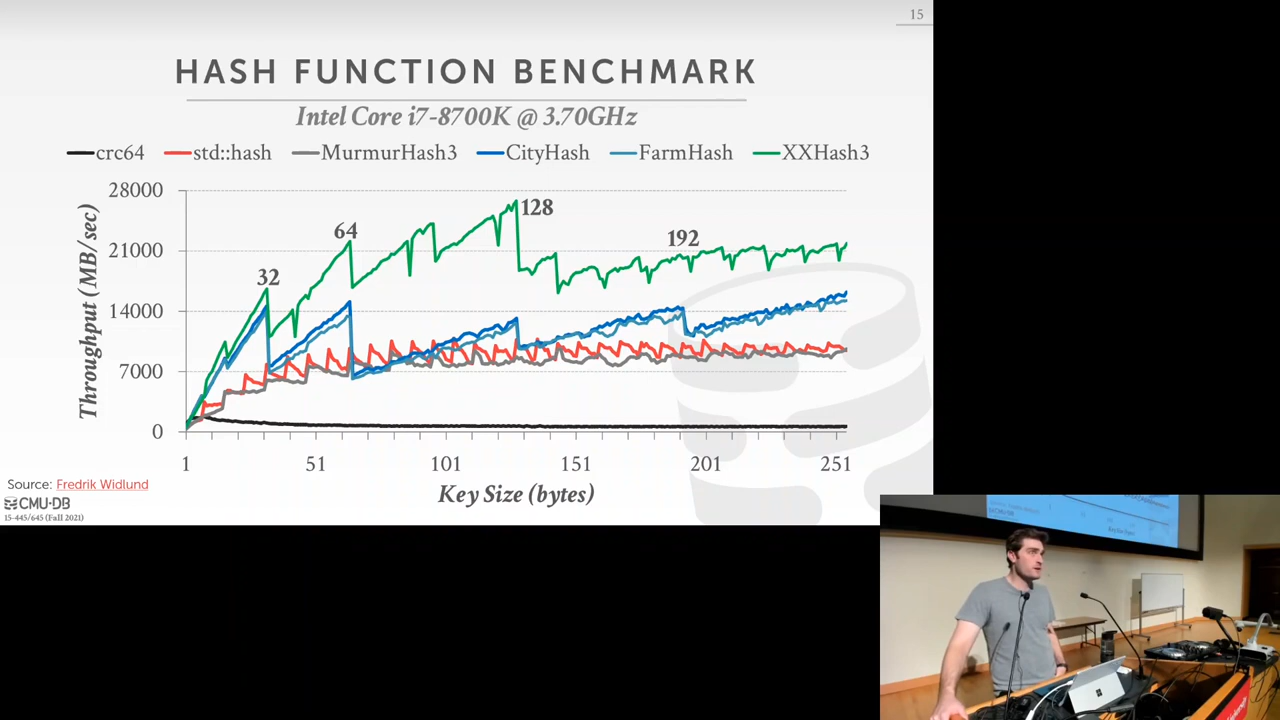 15
HASH FUNCTION BENCHMARK
Intel Core i7-8700K @ 3.70GHz
crc64 std::hash MurmurHash3 CityHash FarmHash XXHash3
Throughput (MB/sec)
28000
21000
14000
7000
0
32
64
128
192
1 51 101 151 201 251
Key Size (bytes)
Source: Fredrik Widlund
CMU·DB
15-445/645 (Fall 2021)